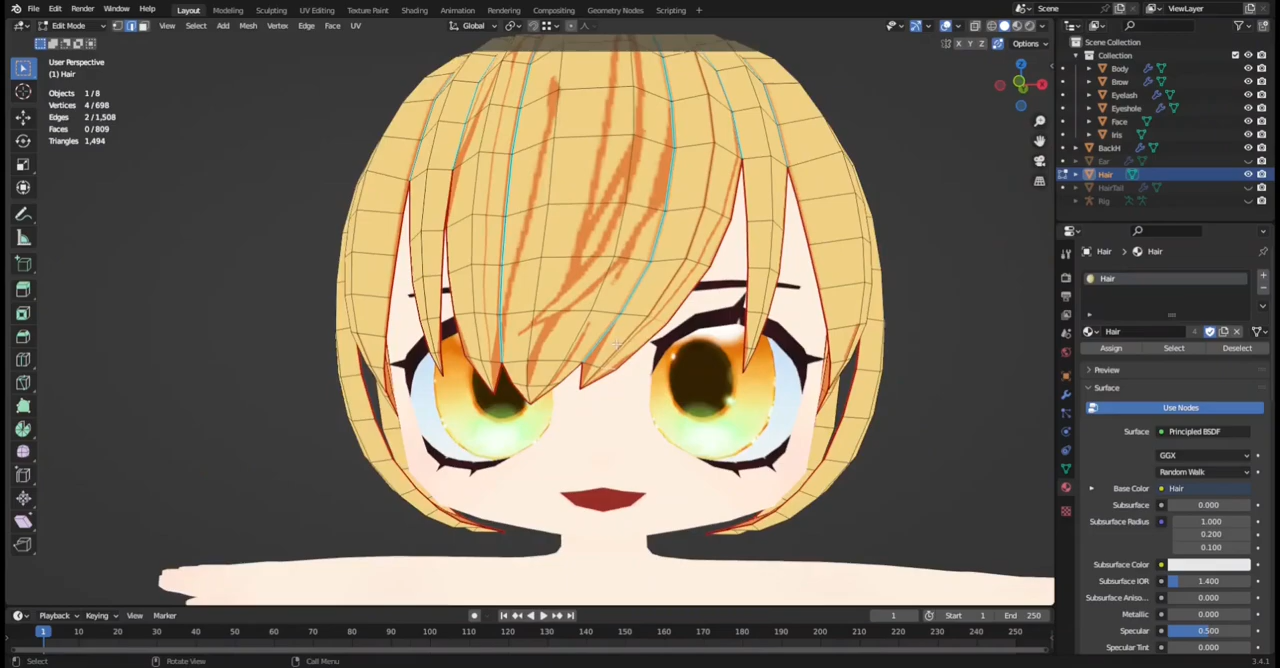 File Edit Render Window Help Layout Modeling Sculpting UV Editing Texture Paint Shading Animation Rendering Compositing Geometry Nodes Scripting Scene ViewLayer
Edit Mode View Select Add Mesh Vertex Edge Face UV Global
X Y Z Options
User Perspective
(1) Hair
Objects 1/8
Vertices 4/698
Edges 2/1,508
Faces 0/809
Triangles 1,494
Z
X
Scene Collection
Collection
Body
Brow
Eyelash
Eyeshole
Face
Iris
BackH
Ear
Hair
HairTail
Rig
Hair > Hair
Hair
Hair 4
Assign Select Deselect
Preview
Surface
Use Nodes
Surface Principled BSDF
GGX
Random Walk
Base Color Hair
Subsurface 0.000
Subsurface Radius 1.000
0.200
0.100
Subsurface Color
Subsurface IOR 1.400
Subsurface Aniso... 0.000
Metallic 0.000
Specular 0.500
Specular Tint 0.000
Playback Keying View Marker 1 Start 1 End 250
1 10 20 30 40 50 60 70 80 90 100 110 120 130 140 150 160 170 180 190 200 210 220 230 240 250
Select Rotate View Call Menu 3.4.1